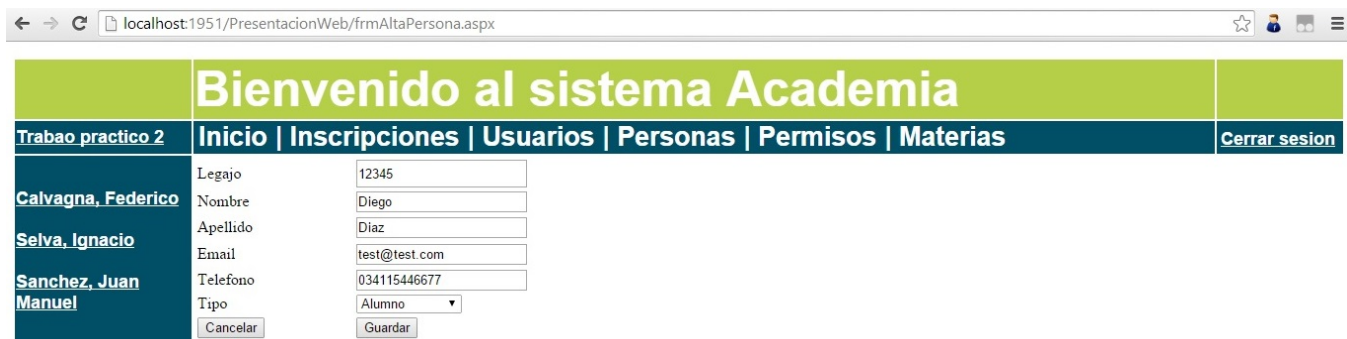 localhost:1951/PresentacionWeb/frmAltaPersona.aspx
Bienvenido al sistema Academia
Trabao practico 2
Inicio | Inscripciones | Usuarios | Personas | Permisos | Materias
Cerrar sesion
Calvagna, Federico
Selva, Ignacio
Sanchez, Juan
Manuel
Legajo 12345
Nombre Diego
Apellido Diaz
Email test@test.com
Telefono 034115446677
Tipo Alumno
Cancelar Guardar